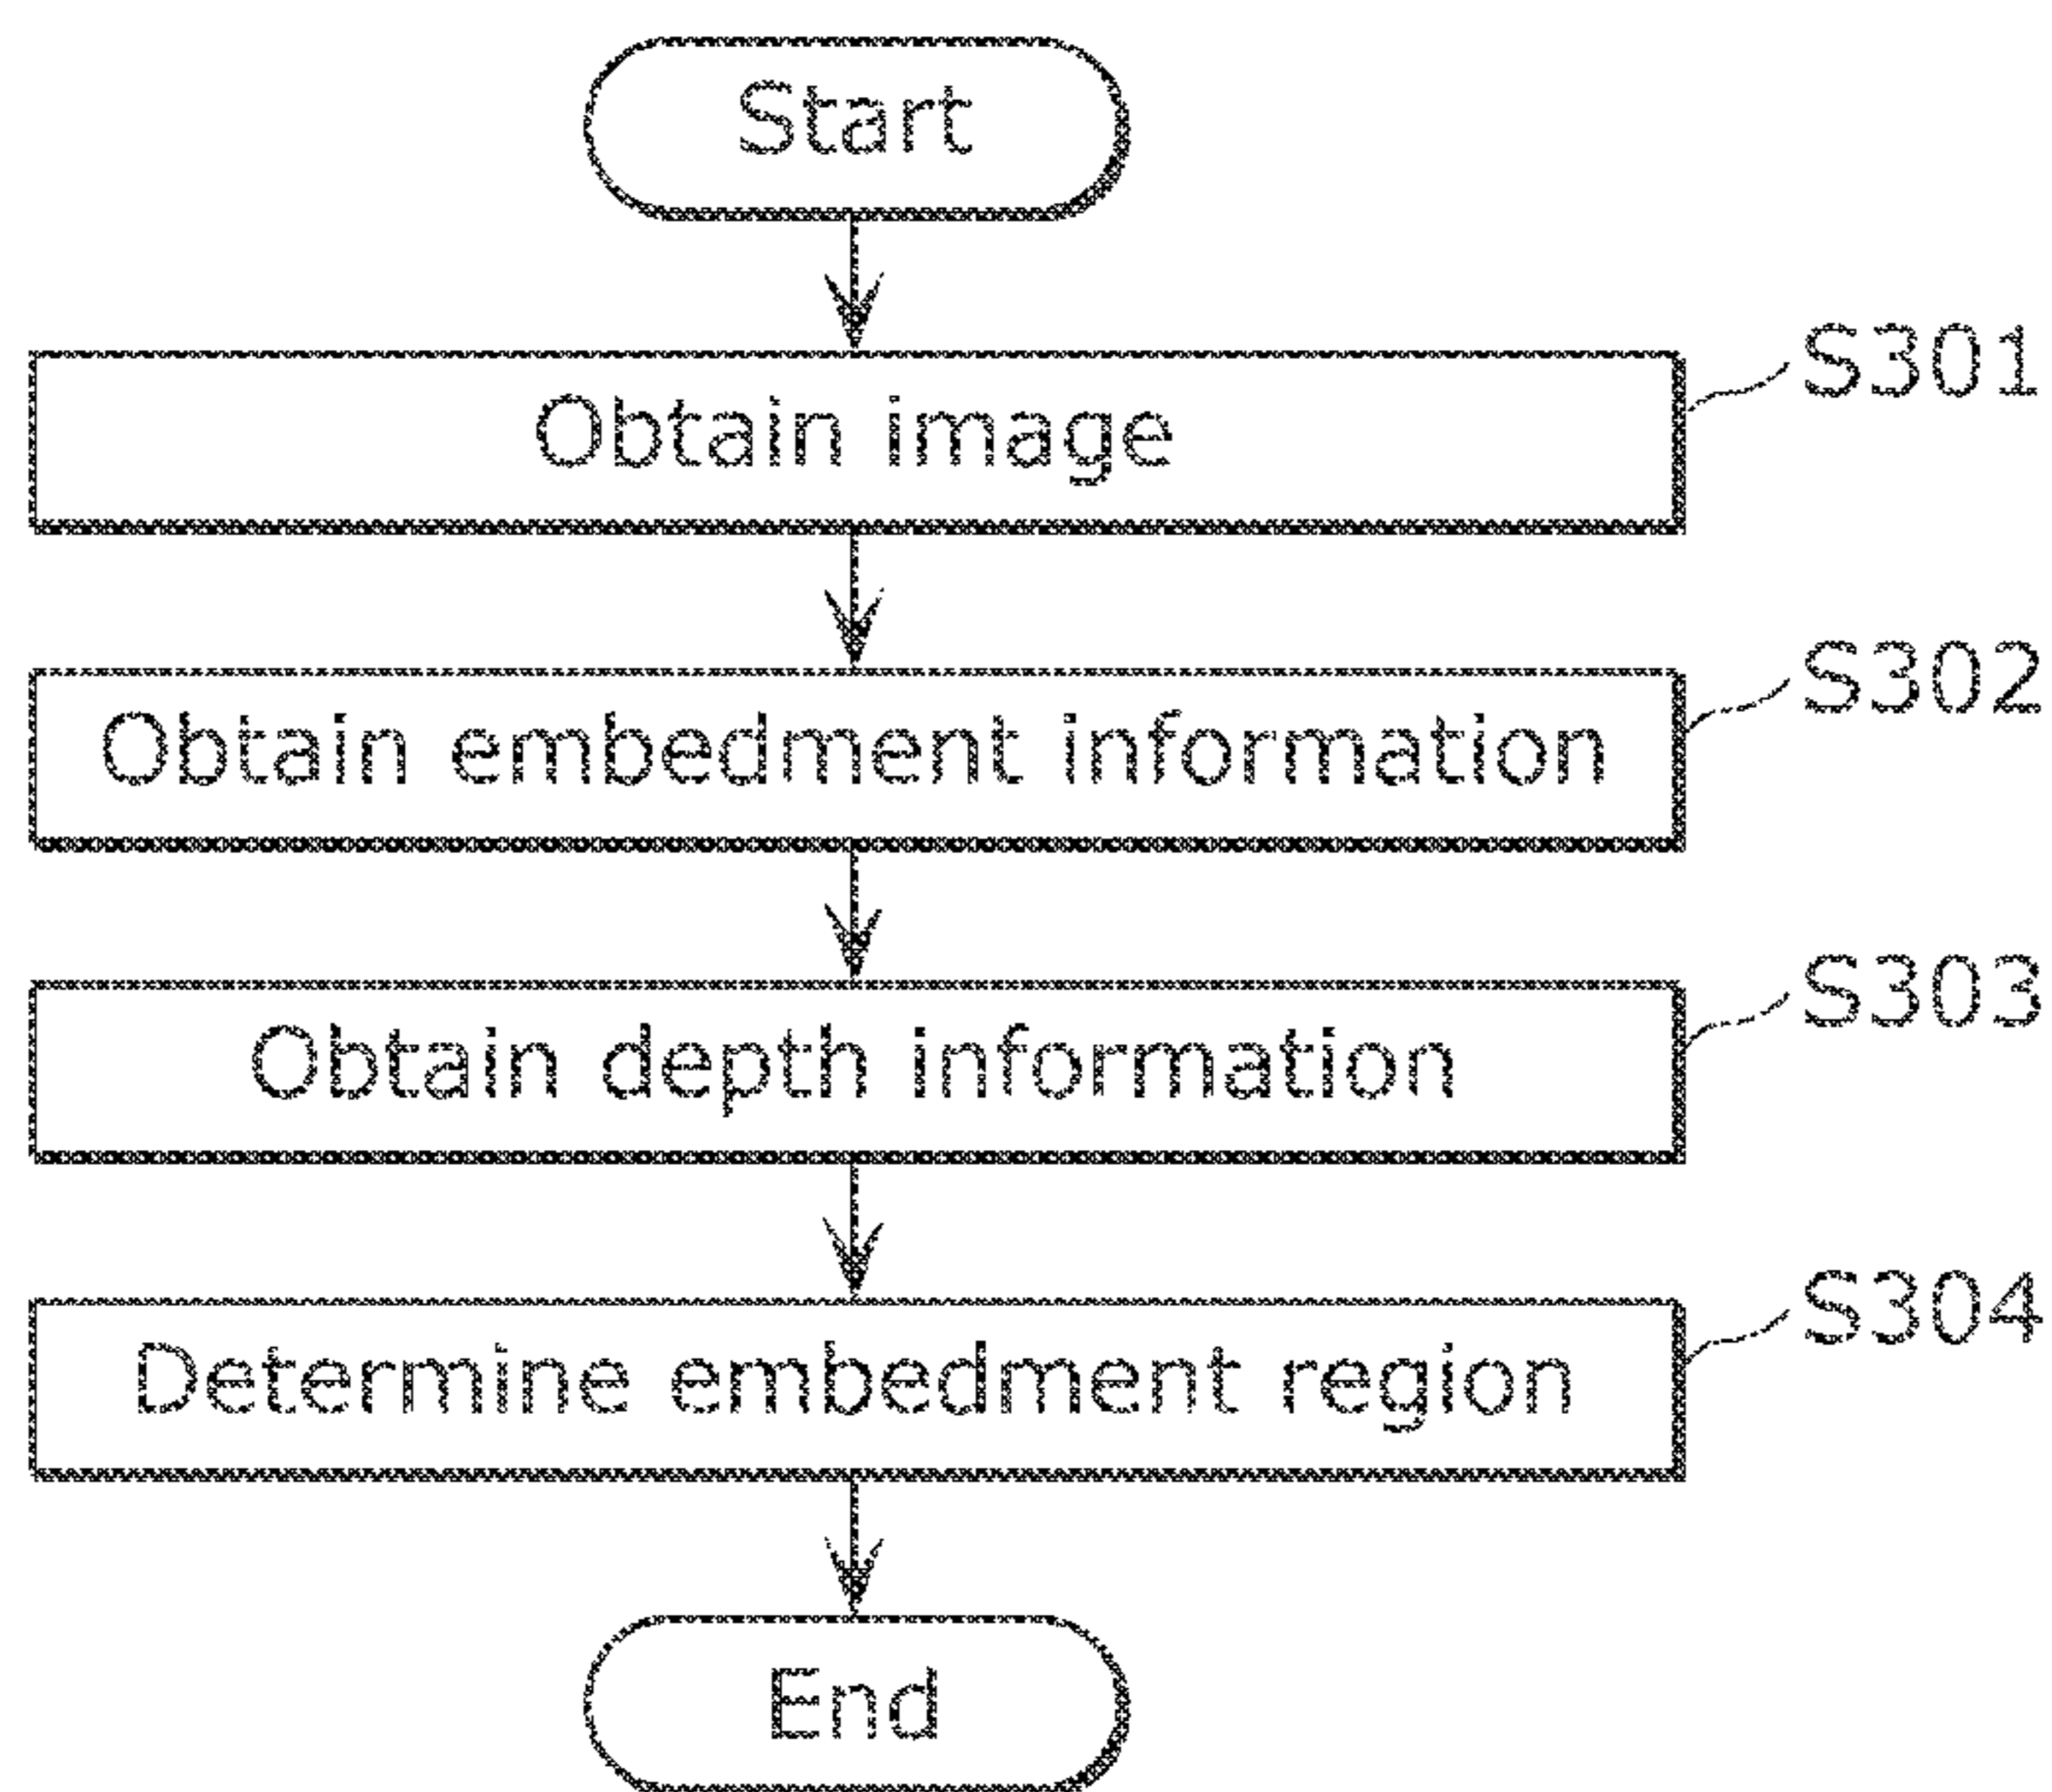 Start
S301
Obtain image
S302
Obtain embedment information
S303
Obtain depth information
S304
Determine embedment region
End